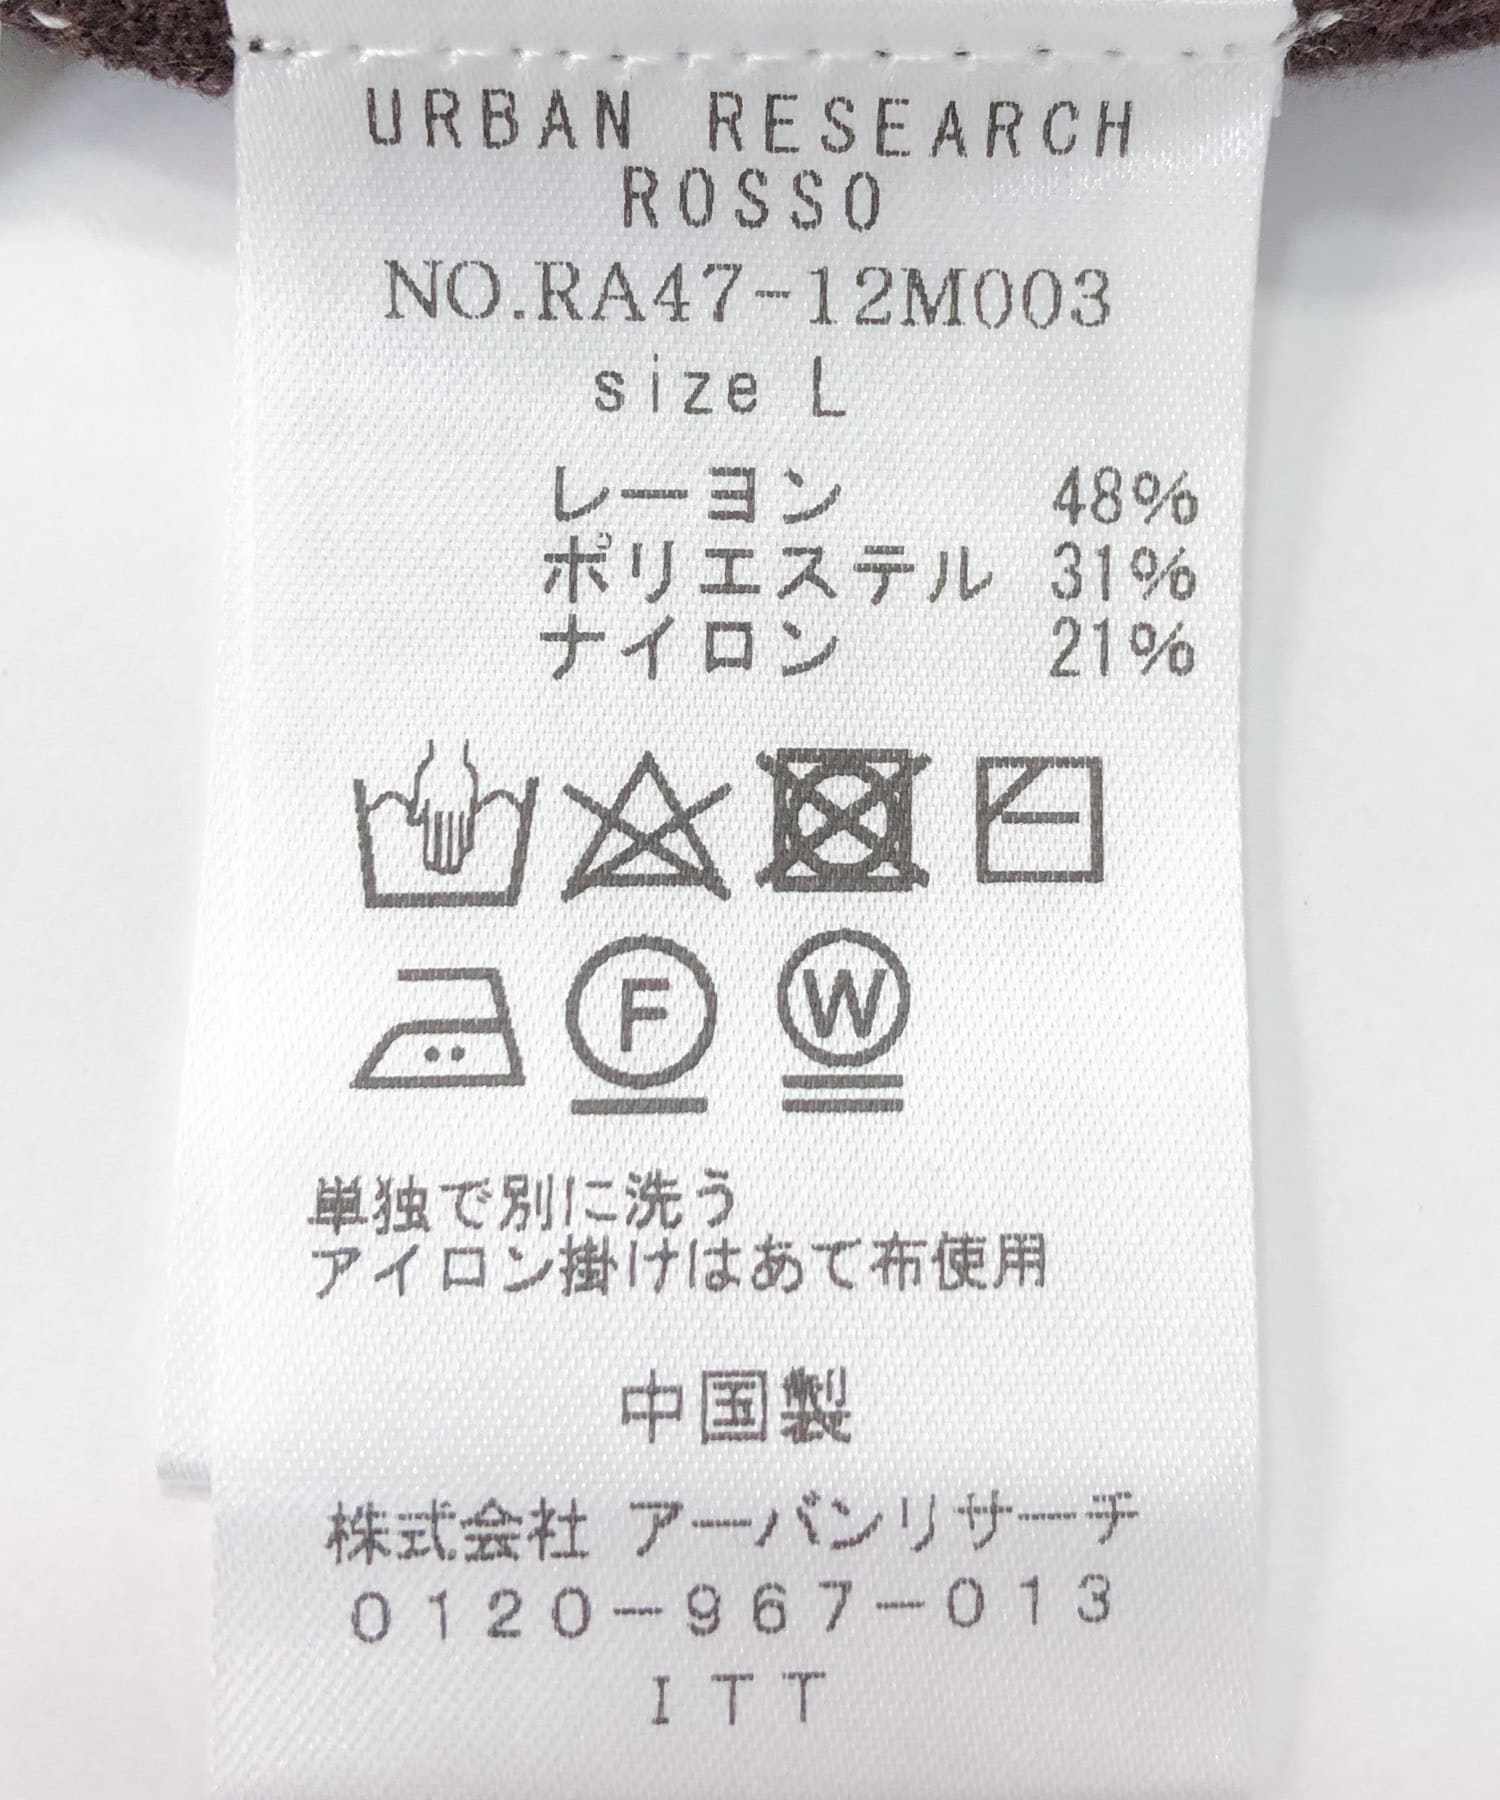 URBAN RESEARCH
ROSSO
NO.RA47-12M003
size L
レーヨン 48%
ポリエステル 31%
ナイロン 21%
F W
単独で別に洗う
アイロン掛けはあて布使用
中国製
株式会社 アーバンリサーチ
0120-967-013
ITT